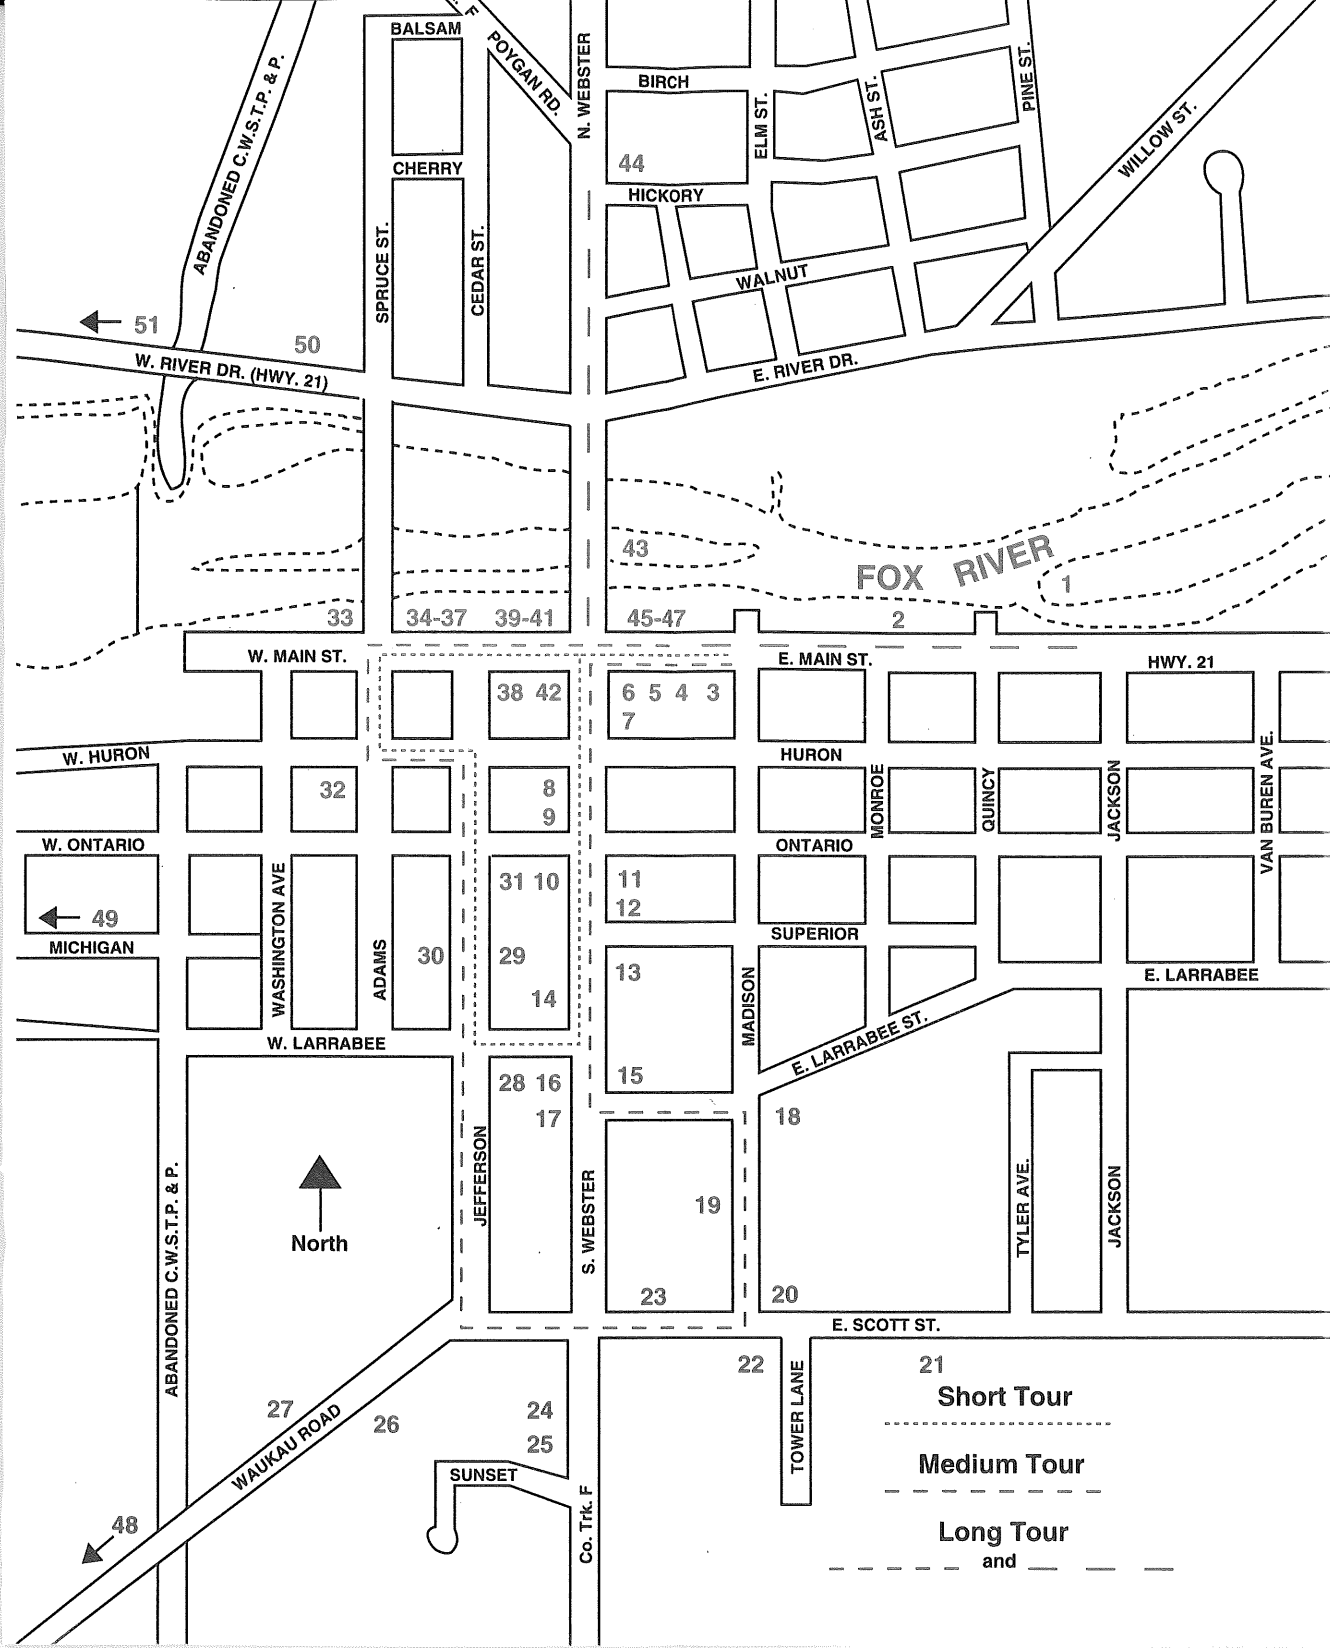 F
BALSAM
POYGAN RD.
N. WEBSTER
BIRCH
ELM ST.
ASH ST.
PINE ST.
WILLOW ST.
ABANDONED C.W.S.T.P. & P.
CHERRY
44
HICKORY
SPRUCE ST.
CEDAR ST.
WALNUT
51
50
W. RIVER DR. (HWY. 21)
E. RIVER DR.
43
FOX RIVER
1
33
34-37
39-41
45-47
2
W. MAIN ST.
E. MAIN ST.
HWY. 21
38 42
6 5 4 3
7
W. HURON
HURON
32
8
9
MONROE
QUINCY
JACKSON
VAN BUREN AVE.
W. ONTARIO
ONTARIO
31 10
11
12
49
MICHIGAN
WASHINGTON AVE
ADAMS
30
29
14
13
SUPERIOR
MADISON
E. LARRABEE
W. LARRABEE
E. LARRABEE ST.
28 16
17
15
18
ABANDONED C.W.S.T.P. & P.
North
JEFFERSON
S. WEBSTER
19
TYLER AVE.
JACKSON
23
20
E. SCOTT ST.
22
21
TOWER LANE
27
26
24
25
WAUKAU ROAD
SUNSET
Co. Trk. F
48
Short Tour
Medium Tour
Long Tour
and